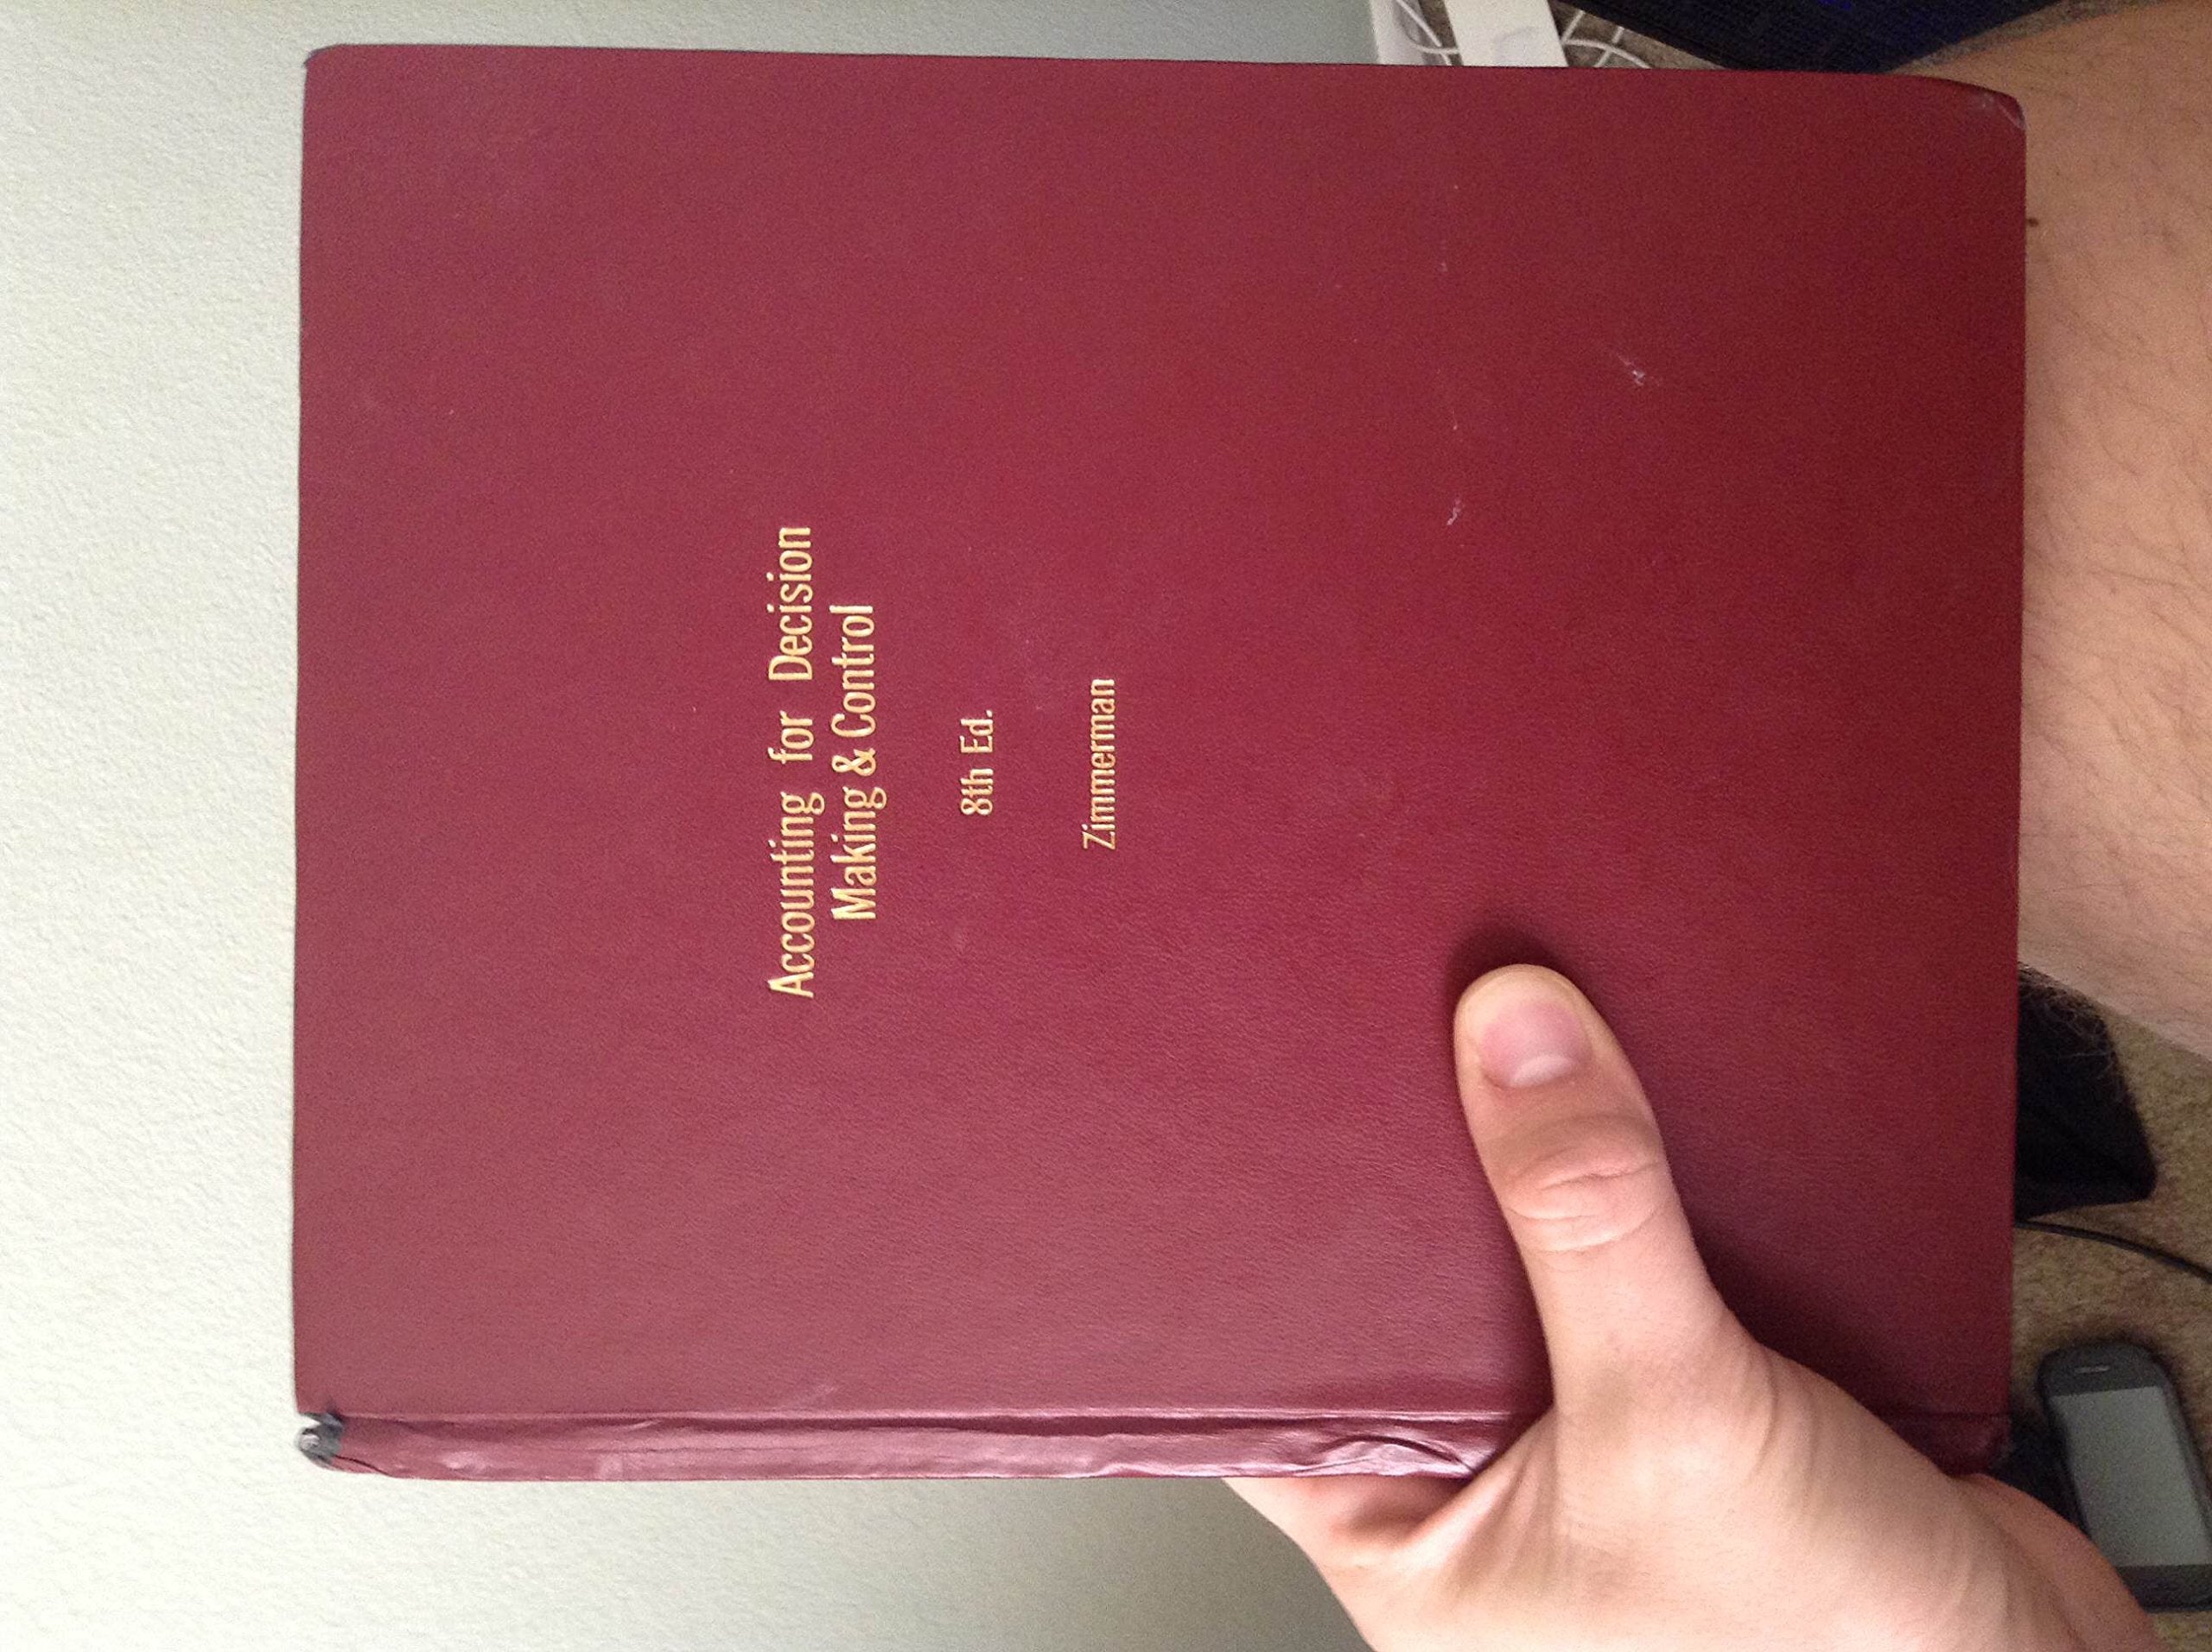 Accounting for Decision
Making & Control
8th Ed.
Zimmerman